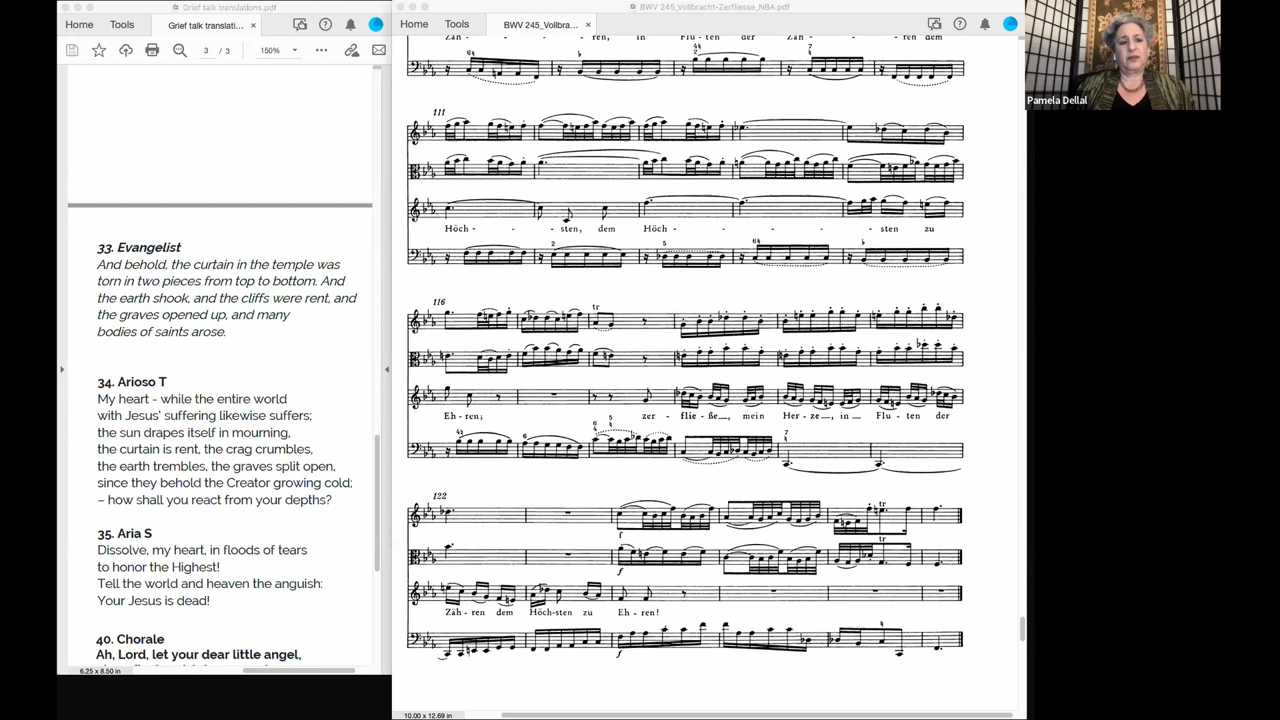 Grief talk translations.pdf
Home
Tools
Grief talk translati...
×
3 / 3
150%
33. Evangelist
And behold, the curtain in the temple was
torn in two pieces from top to bottom. And
the earth shook, and the cliffs were rent, and
the graves opened up, and many
bodies of saints arose.
34. Arioso T
My heart - while the entire world
with Jesus' suffering likewise suffers;
the sun drapes itself in mourning,
the curtain is rent, the crag crumbles,
the earth trembles, the graves split open,
since they behold the Creator growing cold;
– how shall you react from your depths?
35. Aria S
Dissolve, my heart, in floods of tears
to honor the Highest!
Tell the world and heaven the anguish:
Your Jesus is dead!
40. Chorale
Ah, Lord, let your dear little angel,
6.25 x 8.50 in
BWV 245_Vollbracht-Zerfliesse_NBA.pdf
Home
Tools
BWV 245_Vollbra...
×
Zäh - - - - ren, in Flu - ten der Zäh - - - - ren dem
111
Höch - - - sten, dem Höch - - - - - sten zu
116
Eh - ren; zer - flie - ße, mein Her - ze, in Flu - ten der
122
Zäh - ren dem Höch - sten zu Eh - ren!
10.00 x 12.69 in
Pamela Dellal